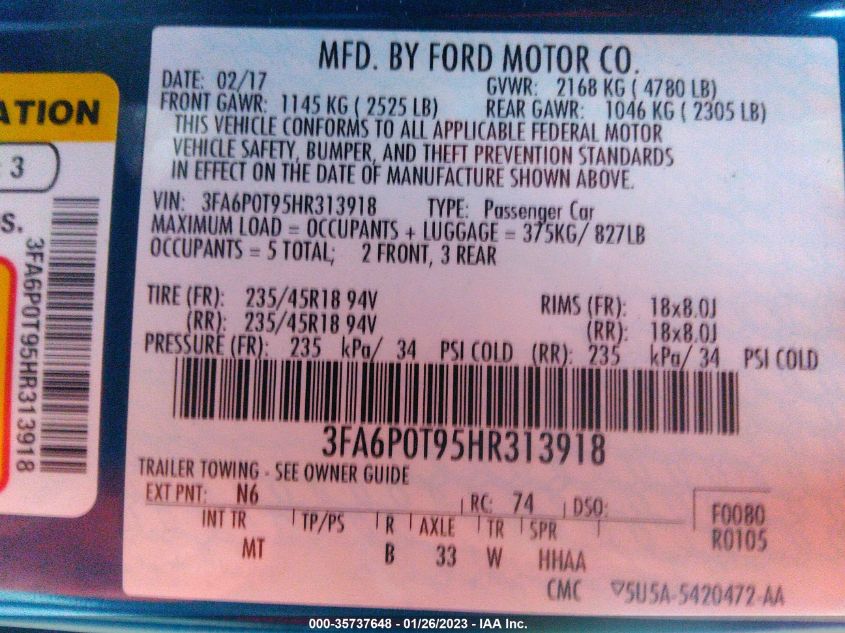 MFD. BY FORD MOTOR CO.
DATE: 02/17 GVWR: 2168 KG ( 4780 LB)
FRONT GAWR: 1145 KG ( 2525 LB) REAR GAWR: 1046 KG ( 2305 LB)
THIS VEHICLE CONFORMS TO ALL APPLICABLE FEDERAL MOTOR
VEHICLE SAFETY, BUMPER, AND THEFT PREVENTION STANDARDS
IN EFFECT ON THE DATE OF MANUFACTURE SHOWN ABOVE.
VIN: 3FA6P0T95HR313918 TYPE: Passenger Car
MAXIMUM LOAD = OCCUPANTS + LUGGAGE = 375KG/ 827LB
OCCUPANTS = 5 TOTAL; 2 FRONT, 3 REAR
TIRE (FR): 235/45R18 94V RIMS (FR): 18x8.0J
(RR): 235/45R18 94V (RR): 18x8.0J
PRESSURE (FR): 235 kPa/ 34 PSI COLD (RR): 235 kPa/ 34 PSI COLD
3FA6P0T95HR313918
TRAILER TOWING - SEE OWNER GUIDE
EXT PNT: N6 RC: 74 DSO: F0080
INT TR TP/PS R AXLE TR SPR R0105
MT B 33 W HHAA
CMC ▽5U5A-5420472-AA
ATION
3
S.
3FA6P0T95HR313918
000-35737648 - 01/26/2023 - IAA Inc.